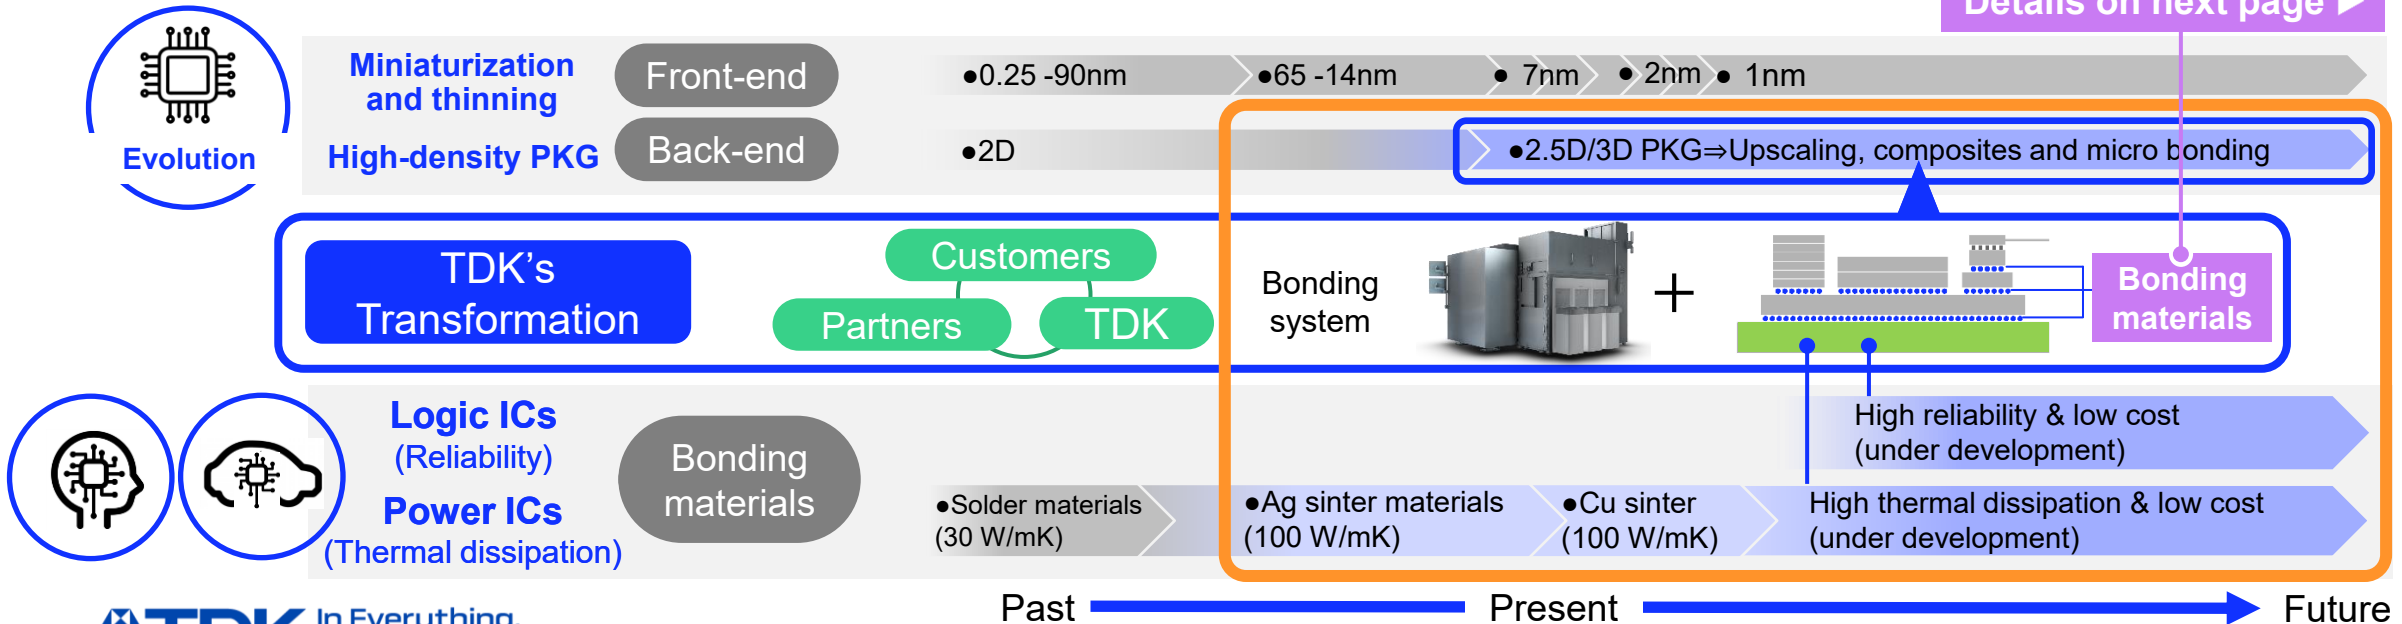 Details on next page ▶
Miniaturization
and thinning
Front-end
●0.25 -90nm
●65 -14nm
● 7nm
● 2nm
● 1nm
Evolution
High-density PKG
Back-end
●2D
●2.5D/3D PKG⇒Upscaling, composites and micro bonding
TDK's
Transformation
Customers
Partners
TDK
Bonding
system
+
Bonding
materials
Logic ICs
(Reliability)
Power ICs
(Thermal dissipation)
Bonding
materials
High reliability & low cost
(under development)
●Solder materials
(30 W/mK)
●Ag sinter materials
(100 W/mK)
●Cu sinter
(100 W/mK)
High thermal dissipation & low cost
(under development)
Past
Present
Future
TDK In Everything,